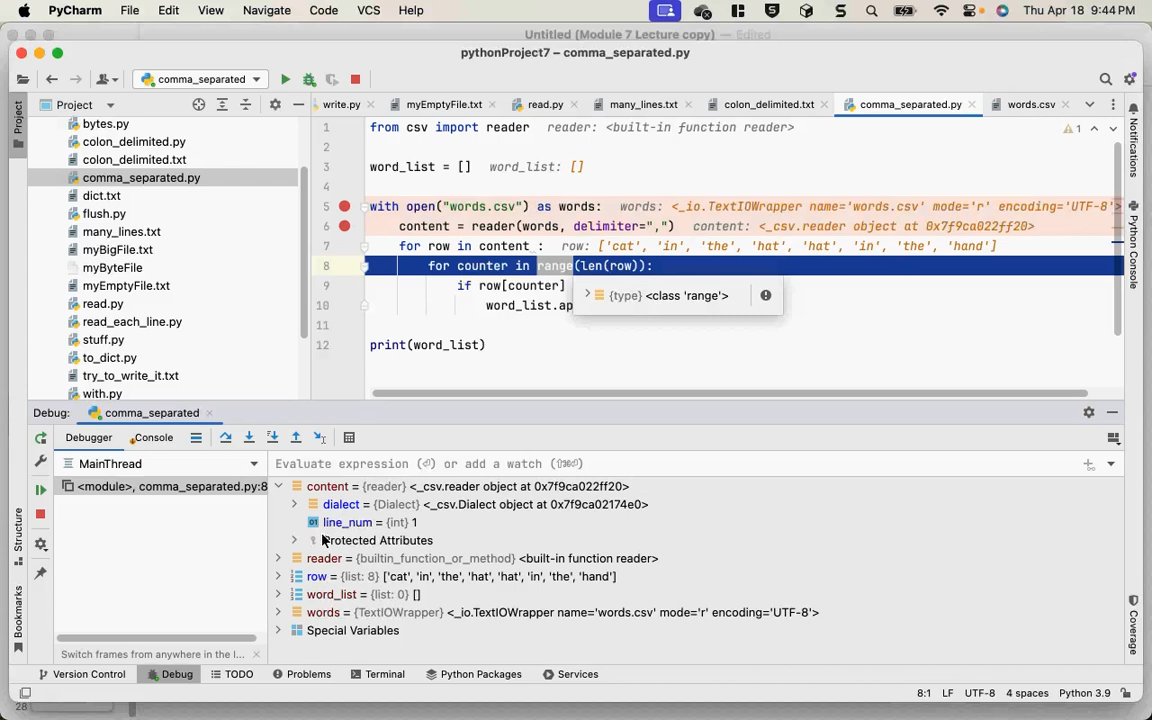 PyCharm File Edit View Navigate Code VCS Help Thu Apr 18 9:44 PM
Untitled (Module 7 Lecture copy) — Edited
pythonProject7 – comma_separated.py
comma_separated
Project
write.py myEmptyFile.txt read.py many_lines.txt colon_delimited.txt comma_separated.py words.csv
bytes.py
colon_delimited.py
colon_delimited.txt
comma_separated.py
dict.txt
flush.py
many_lines.txt
myBigFile.txt
myByteFile
myEmptyFile.txt
read.py
read_each_line.py
stuff.py
to_dict.py
try_to_write_it.txt
with.py
1 from csv import reader reader: <built-in function reader>
2
3 word_list = [] word_list: []
4
5 with open("words.csv") as words: words: <_io.TextIOWrapper name='words.csv' mode='r' encoding='UTF-8'>
6 content = reader(words, delimiter=",") content: <_csv.reader object at 0x7f9ca022ff20>
7 for row in content : row: ['cat', 'in', 'the', 'hat', 'hat', 'in', 'the', 'hand']
8 for counter in range(len(row)):
9 if row[counter]
10 word_list.ap
11
12 print(word_list)
{type} <class 'range'>
1
Project
Structure
Bookmarks
Notifications
Python Console
Coverage
Debug: comma_separated
Debugger Console
MainThread
Evaluate expression (⏎) or add a watch (⇧⌘⏎)
<module>, comma_separated.py:8
content = {reader} <_csv.reader object at 0x7f9ca022ff20>
dialect = {Dialect} <_csv.Dialect object at 0x7f9ca02174e0>
line_num = {int} 1
Protected Attributes
reader = {builtin_function_or_method} <built-in function reader>
row = {list: 8} ['cat', 'in', 'the', 'hat', 'hat', 'in', 'the', 'hand']
word_list = {list: 0} []
words = {TextIOWrapper} <_io.TextIOWrapper name='words.csv' mode='r' encoding='UTF-8'>
Special Variables
Switch frames from anywhere in the I...
Version Control Debug TODO Problems Terminal Python Packages Services
8:1 LF UTF-8 4 spaces Python 3.9
28